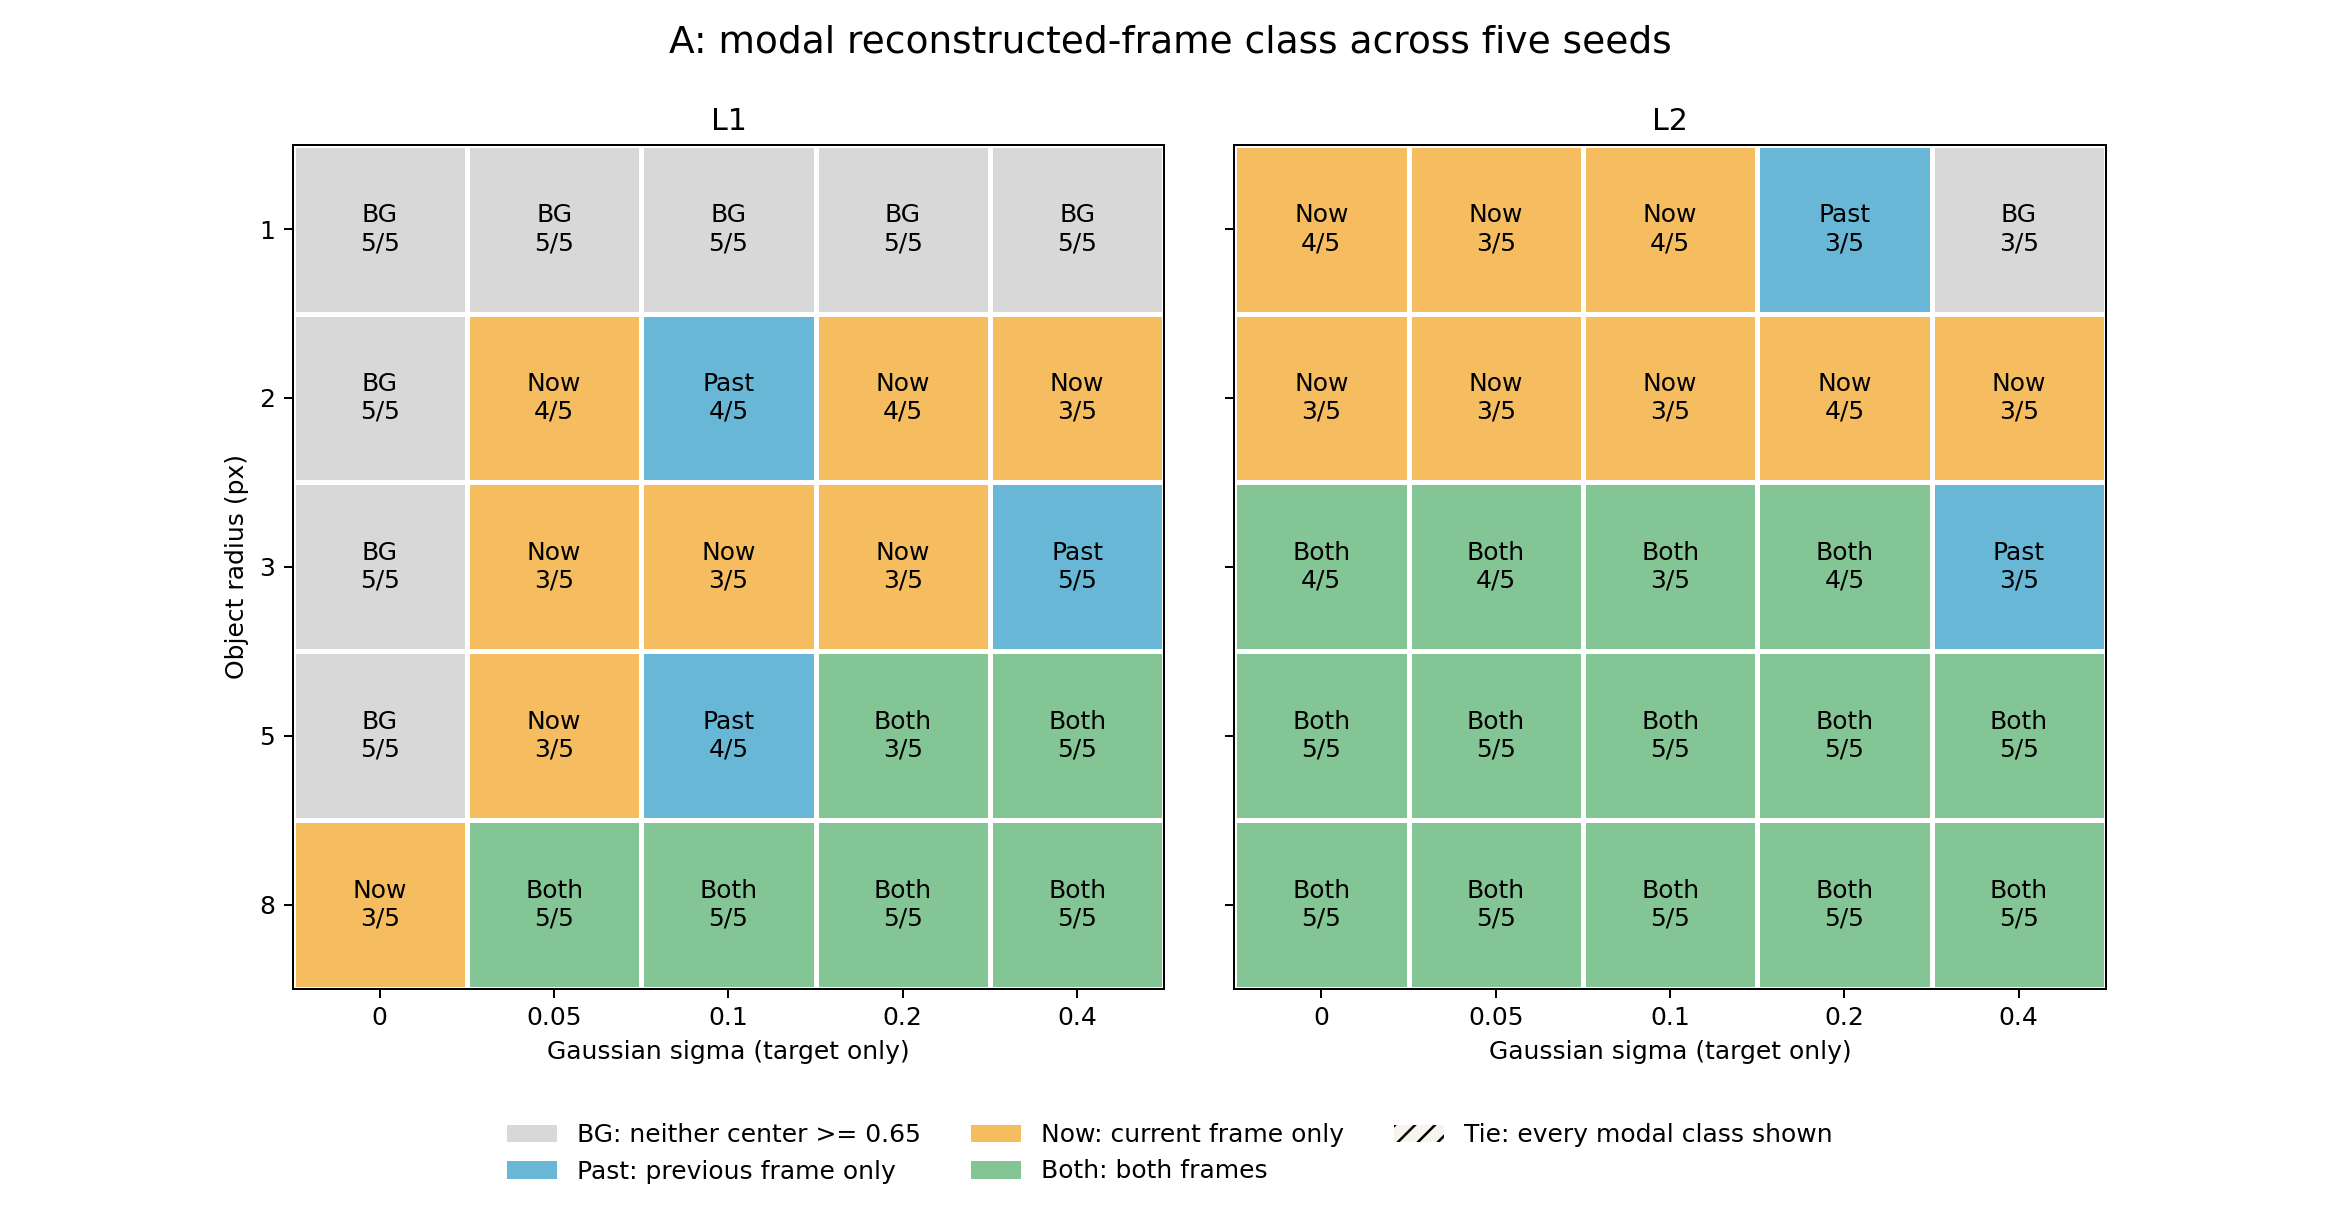 A: modal reconstructed-frame class across five seeds
L1
L2
Object radius (px)
1
BG BG BG BG BG
5/5 5/5 5/5 5/5 5/5
Now Now Now Past BG
4/5 3/5 4/5 3/5 3/5
2
BG Now Past Now Now
5/5 4/5 4/5 4/5 3/5
Now Now Now Now Now
3/5 3/5 3/5 4/5 3/5
3
BG Now Now Now Past
5/5 3/5 3/5 3/5 5/5
Both Both Both Both Past
4/5 4/5 3/5 4/5 3/5
5
BG Now Past Both Both
5/5 3/5 4/5 3/5 5/5
Both Both Both Both Both
5/5 5/5 5/5 5/5 5/5
8
Now Both Both Both Both
3/5 5/5 5/5 5/5 5/5
Both Both Both Both Both
5/5 5/5 5/5 5/5 5/5
0 0.05 0.1 0.2 0.4
0 0.05 0.1 0.2 0.4
Gaussian sigma (target only)
Gaussian sigma (target only)
BG: neither center >= 0.65
Past: previous frame only
Now: current frame only
Both: both frames
Tie: every modal class shown